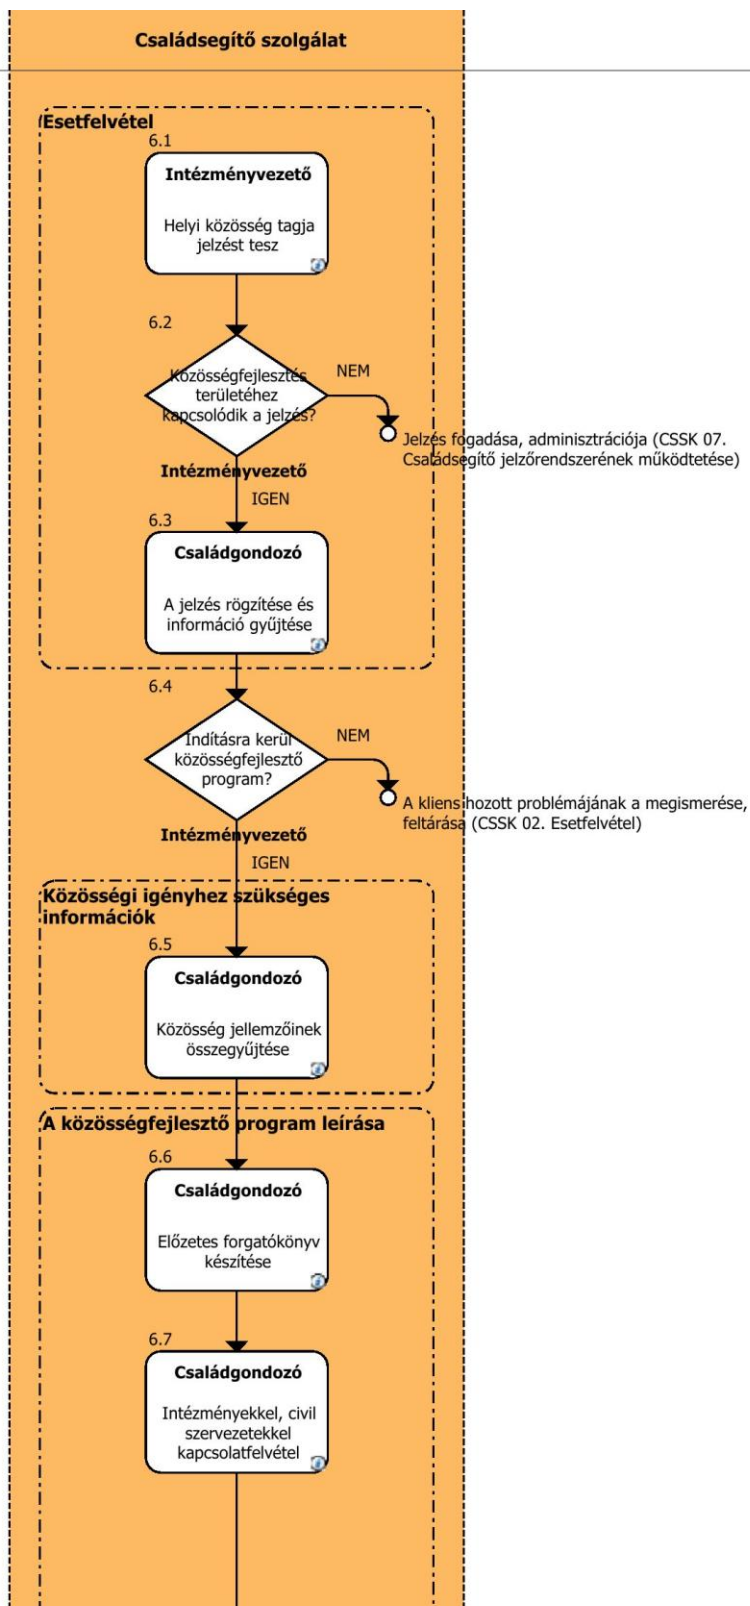 Családsegítő szolgálat
Esetfelvétel
6.1
Intézményvezető
Helyi közösség tagja
jelzést tesz
6.2
Közösségfejlesztés
területéhez
kapcsolódik a jelzés?
NEM
Jelzés fogadása, adminisztrációja (CSSK 07.
Családsegítő jelzőrendszerének működtetése)
Intézményvezető
IGEN
6.3
Családgondozó
A jelzés rögzítése és
információ gyűjtése
6.4
Indításra kerül
közösségfejlesztő
program?
NEM
A kliens hozott problémájának a megismerése,
feltárása (CSSK 02. Esetfelvétel)
Intézményvezető
IGEN
Közösségi igényhez szükséges
információk
6.5
Családgondozó
Közösség jellemzőinek
összegyűjtése
A közösségfejlesztő program leírása
6.6
Családgondozó
Előzetes forgatókönyv
készítése
6.7
Családgondozó
Intézményekkel, civil
szervezetekkel
kapcsolatfelvétel